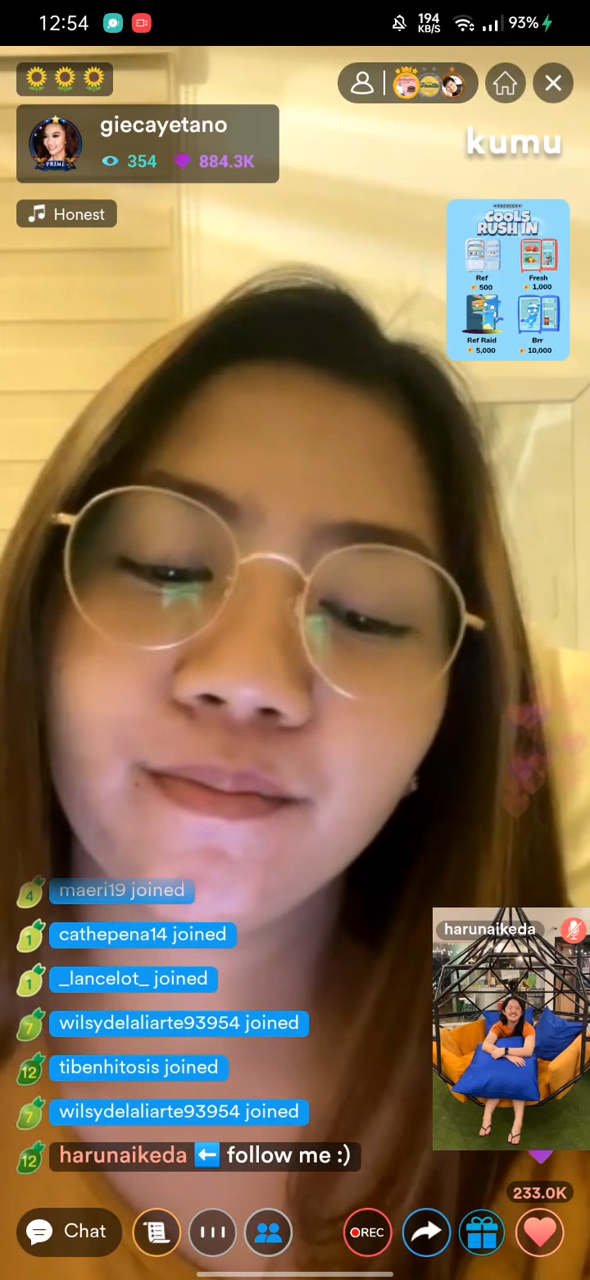 12:54
194
KB/S
93%
giecayetano
PRIME
354
884.3K
kumu
Honest
COOLS
RUSH IN
Ref
Fresh
500
1,000
Ref Raid
Brr
5,000
10,000
4 maeri19 joined
1 cathepena14 joined
1 _lancelot_ joined
7 wilsydelaliarte93954 joined
12 tibenhitosis joined
7 wilsydelaliarte93954 joined
12 harunaikeda ⬅ follow me :)
harunaikeda
233.0K
Chat
REC